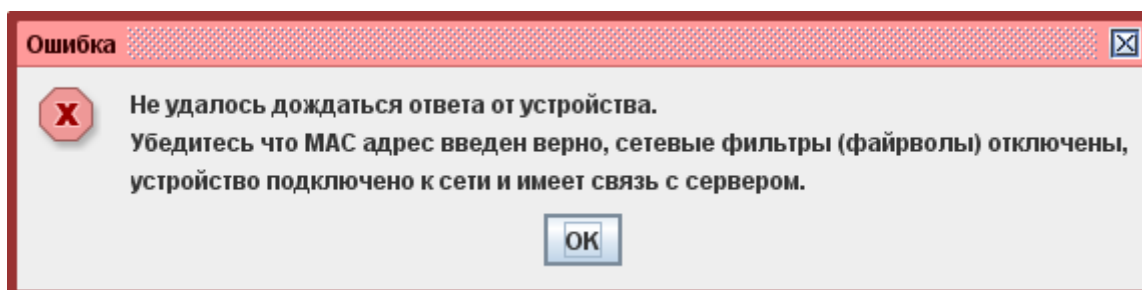 Ошибка
Не удалось дождаться ответа от устройства.
Убедитесь что MAC адрес введен верно, сетевые фильтры (файрволы) отключены,
устройство подключено к сети и имеет связь с сервером.
OK